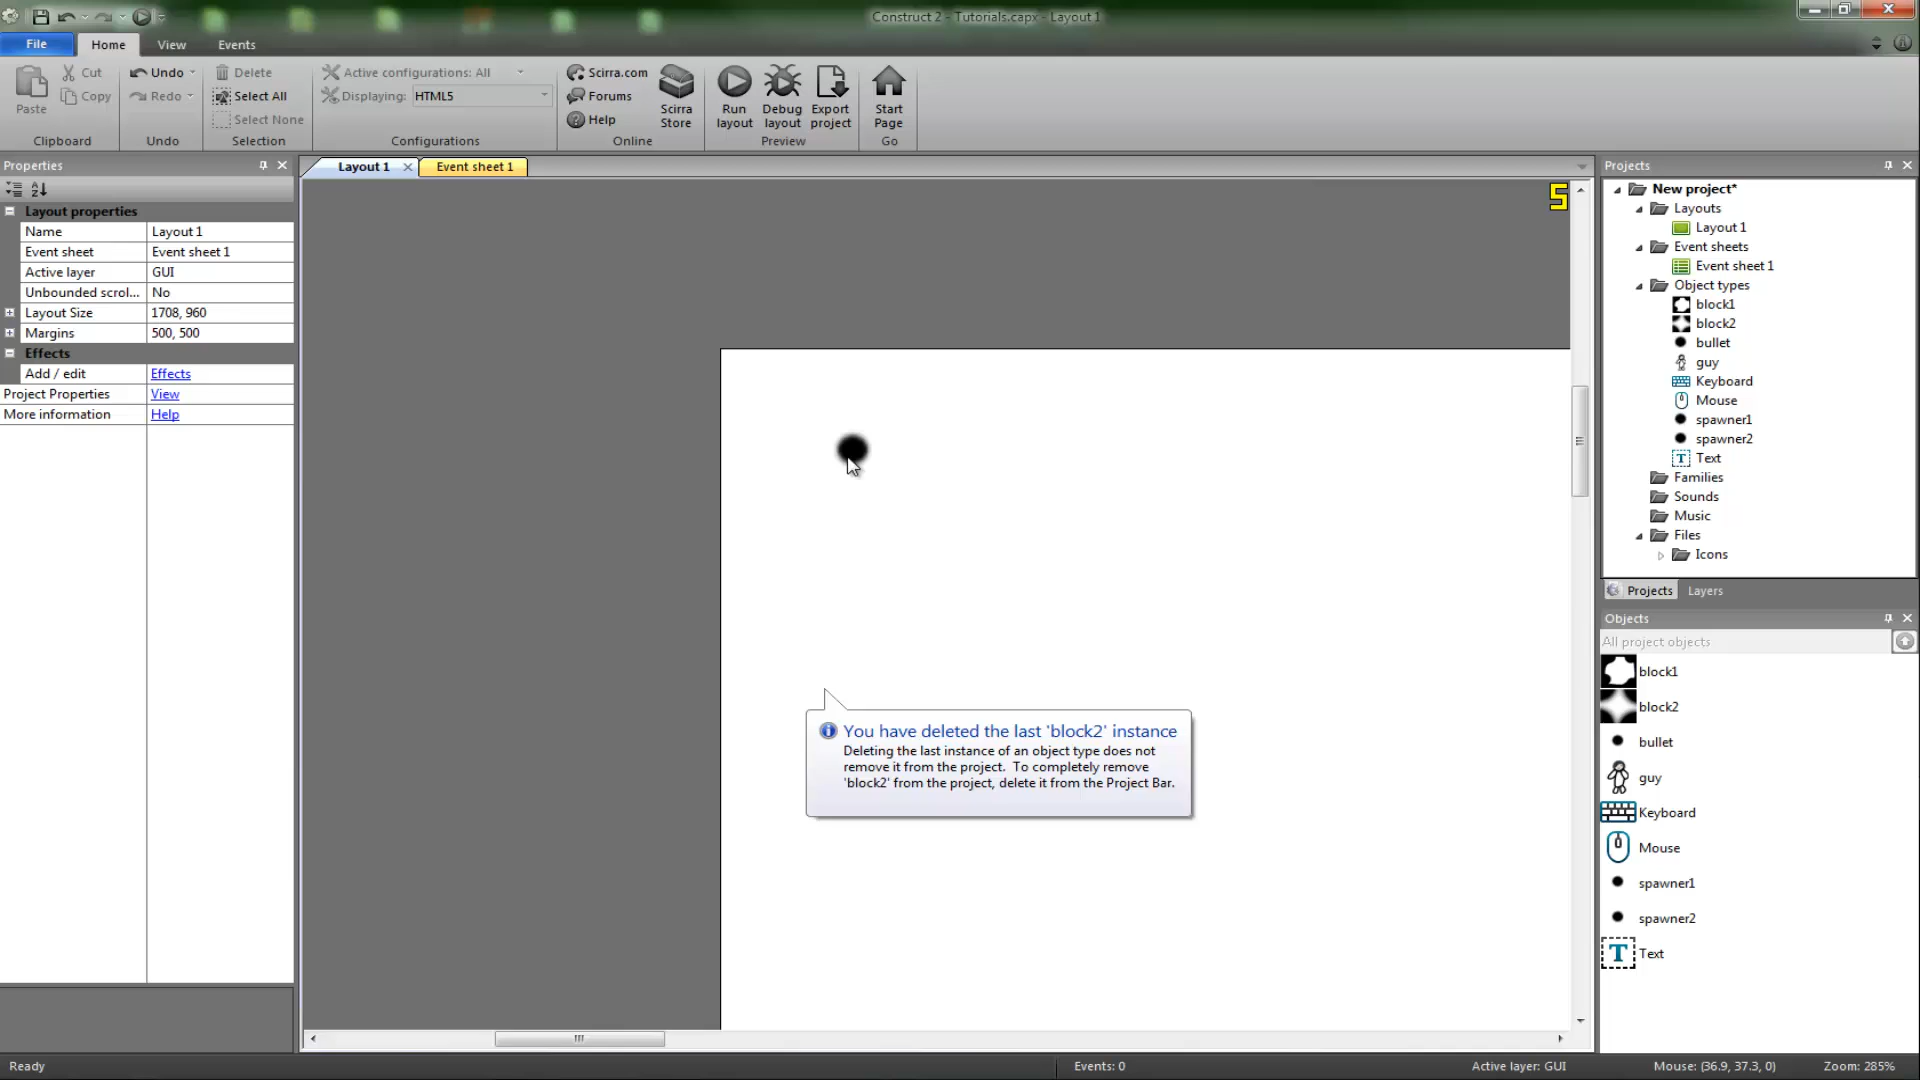 Construct 2 - Tutorials.capx - Layout 1
File
Home
View
Events
Paste
Cut
Copy
Clipboard
Undo
Redo
Undo
Delete
Select All
Select None
Selection
Active configurations: All
Displaying: HTML5
Configurations
Scirra.com
Forums
Help
Scirra
Store
Online
Run
layout
Debug
layout
Export
project
Preview
Start
Page
Go
Properties
Layout 1
Event sheet 1
Layout properties
Name Layout 1
Event sheet Event sheet 1
Active layer GUI
Unbounded scrol... No
Layout Size 1708, 960
Margins 500, 500
Effects
Add / edit Effects
Project Properties View
More information Help
5
You have deleted the last 'block2' instance
Deleting the last instance of an object type does not
remove it from the project. To completely remove
'block2' from the project, delete it from the Project Bar.
Projects
New project*
Layouts
Layout 1
Event sheets
Event sheet 1
Object types
block1
block2
bullet
guy
Keyboard
Mouse
spawner1
spawner2
T Text
Families
Sounds
Music
Files
Icons
Projects
Layers
Objects
All project objects
block1
block2
bullet
guy
Keyboard
Mouse
spawner1
spawner2
T Text
Ready
Events: 0
Active layer: GUI
Mouse: (36.9, 37.3, 0)
Zoom: 285%